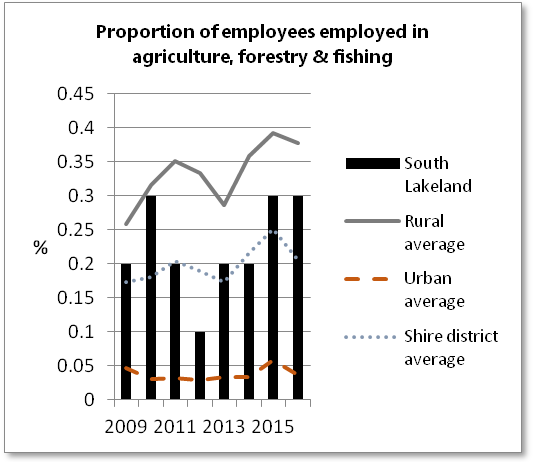 Proportion of employees employed in
agriculture, forestry & fishing
0.45
0.4
0.35
0.3
0.25
0.2
0.15
0.1
0.05
0
%
2009 2011 2013 2015
South
Lakeland
Rural
average
Urban
average
Shire district
average